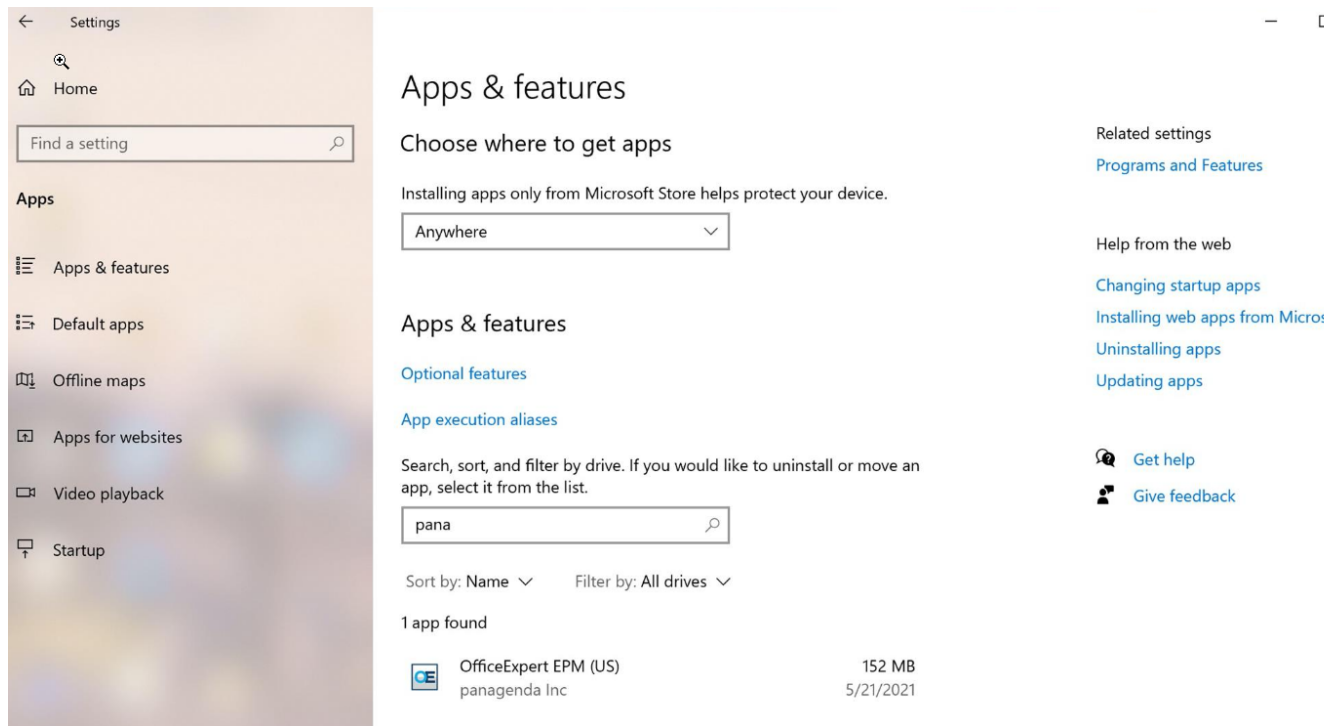 Settings
Home
Find a setting
Apps
Apps & features
Default apps
Offline maps
Apps for websites
Video playback
Startup
Apps & features
Choose where to get apps
Installing apps only from Microsoft Store helps protect your device.
Anywhere
Apps & features
Optional features
App execution aliases
Search, sort, and filter by drive. If you would like to uninstall or move an
app, select it from the list.
pana
Sort by: Name Filter by: All drives
1 app found
OE
OfficeExpert EPM (US) 152 MB
panagenda Inc 5/21/2021
Related settings
Programs and Features
Help from the web
Changing startup apps
Installing web apps from Micros
Uninstalling apps
Updating apps
Get help
Give feedback